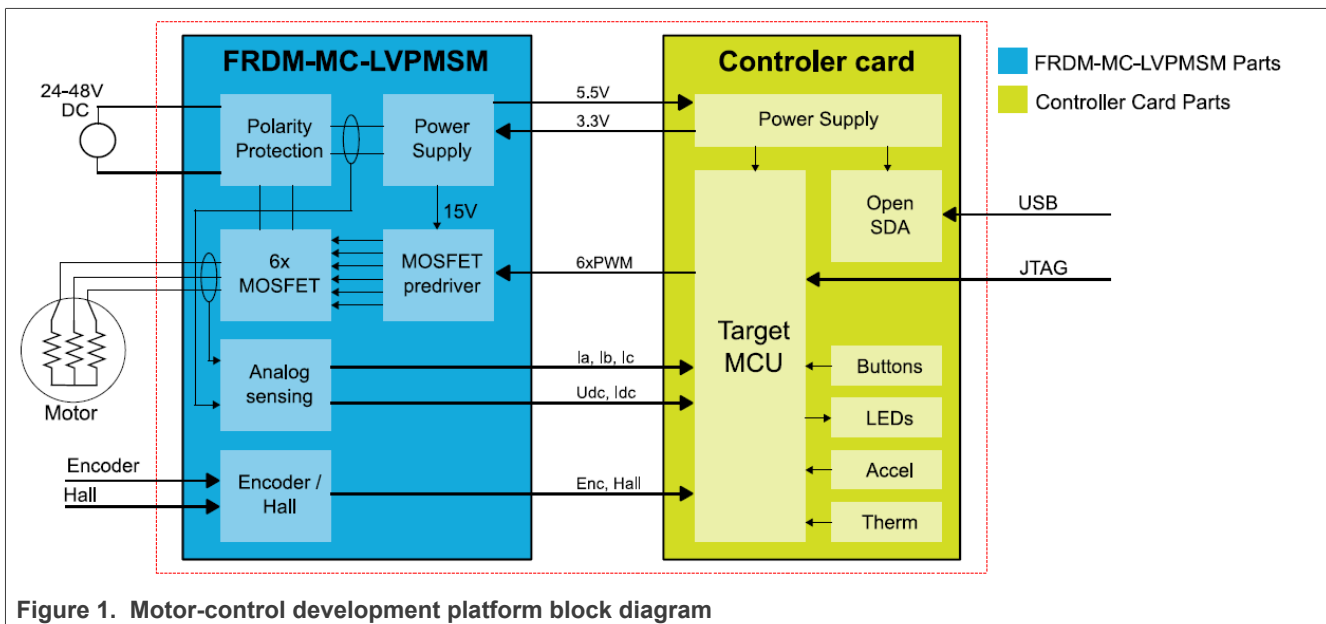 FRDM-MC-LVPMSM
Controler card
FRDM-MC-LVPMSM Parts
Controller Card Parts
24-48V
DC
Polarity
Protection
Power
Supply
5.5V
3.3V
Power Supply
15V
Open
SDA
USB
JTAG
6x
MOSFET
MOSFET
predriver
6xPWM
Target
MCU
Motor
Analog
sensing
Ia, Ib, Ic
Udc, Idc
Buttons
LEDs
Accel
Therm
Encoder
Hall
Encoder /
Hall
Enc, Hall
Figure 1. Motor-control development platform block diagram